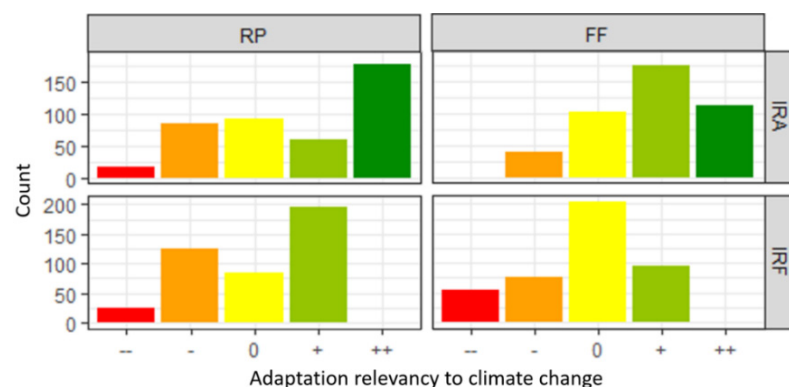 RP FF
150
100
50
0
IRA
Count
200
150
100
50
0
IRF
-- - 0 + ++ -- - 0 + ++
Adaptation relevancy to climate change